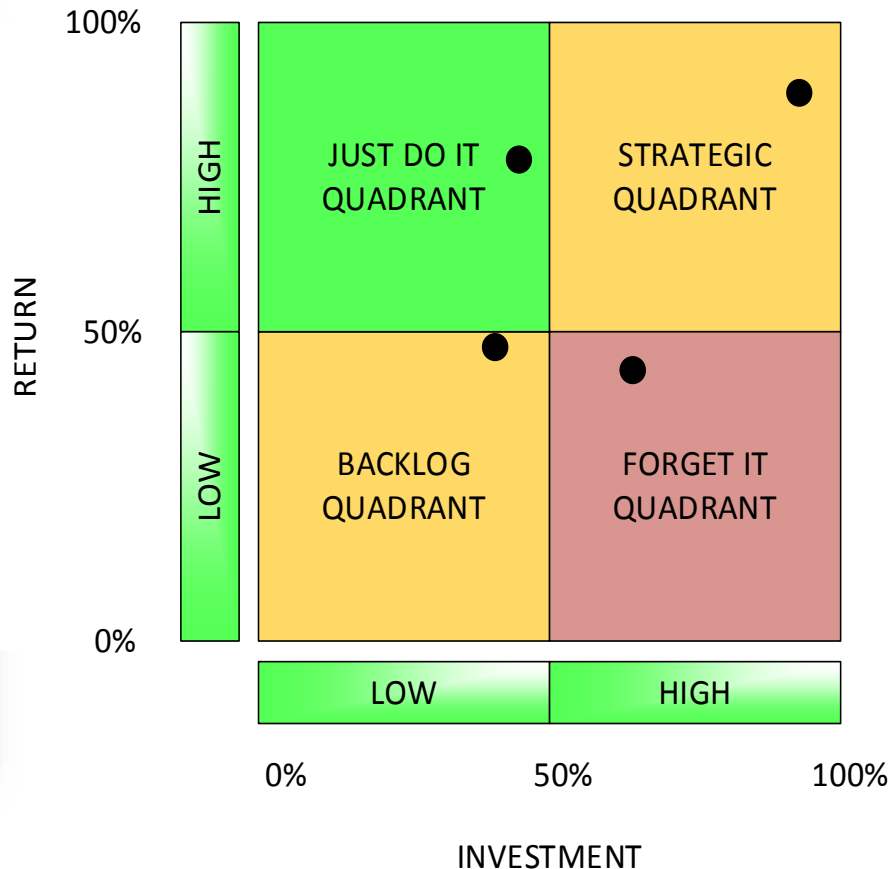 100%
HIGH
JUST DO IT
QUADRANT
STRATEGIC
QUADRANT
RETURN
50%
LOW
BACKLOG
QUADRANT
FORGET IT
QUADRANT
0%
LOW
HIGH
0%
50%
100%
INVESTMENT